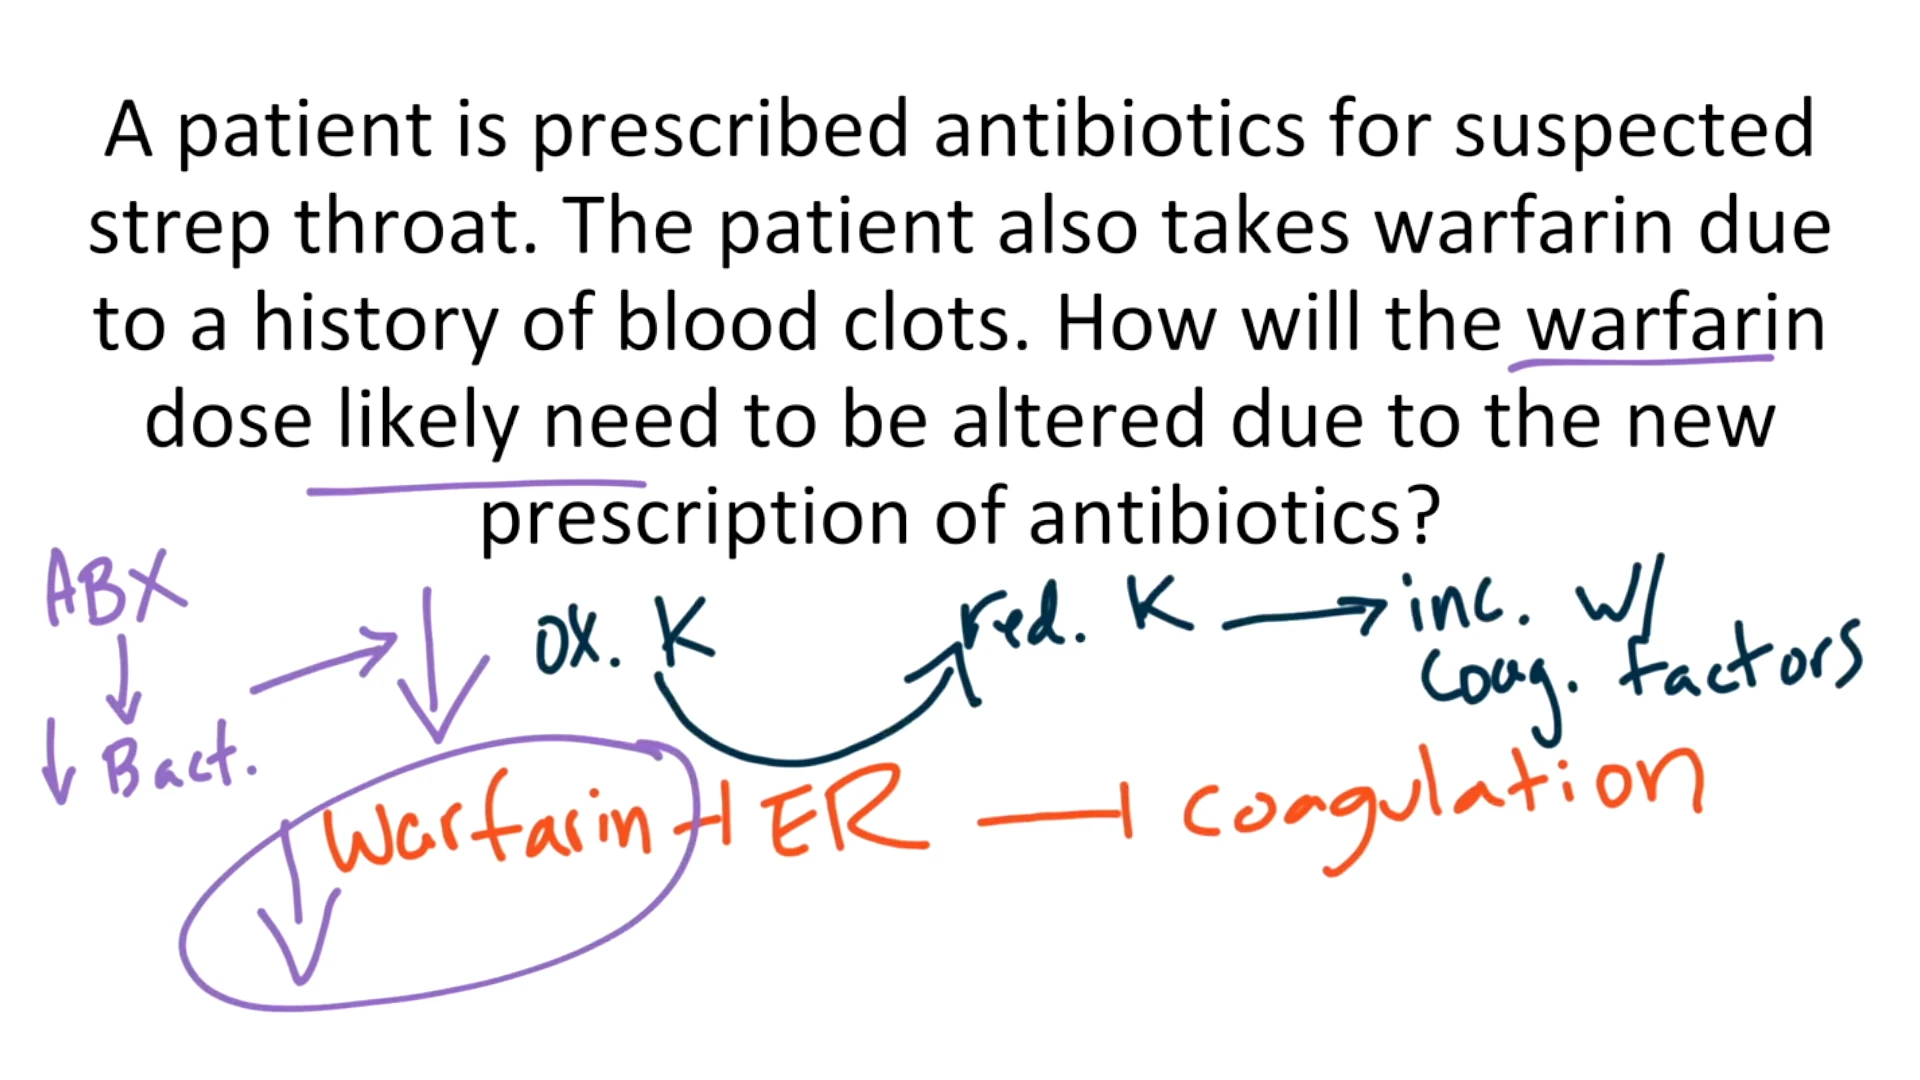 A patient is prescribed antibiotics for suspected
strep throat. The patient also takes warfarin due
to a history of blood clots. How will the warfarin
dose likely need to be altered due to the new
prescription of antibiotics?
ABX
Bact.
ox. K
red. K
inc. w/
coag. factors
Warfarin
ER
coagulation